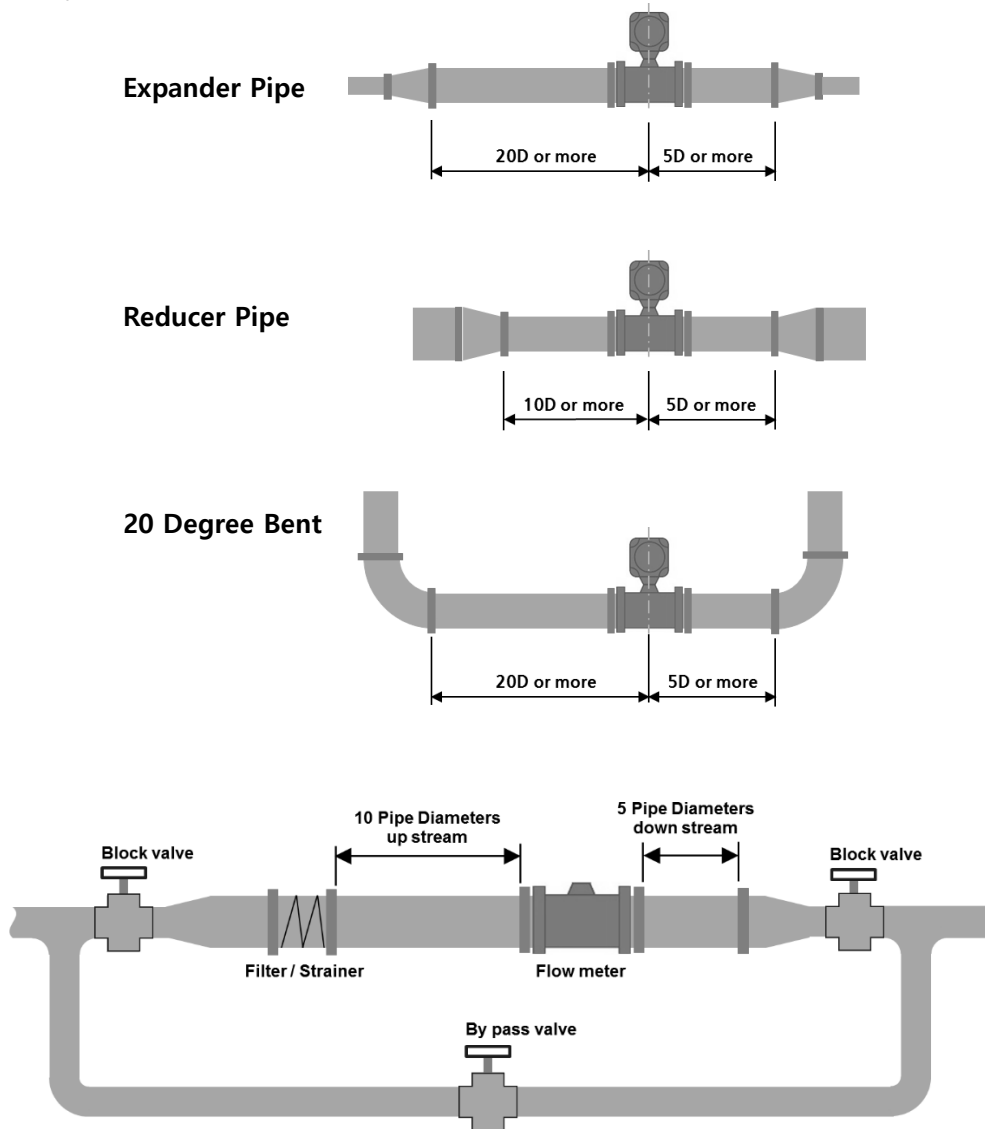 Expander Pipe
20D or more
5D or more
Reducer Pipe
10D or more
5D or more
20 Degree Bent
20D or more
5D or more
10 Pipe Diameters
up stream
5 Pipe Diameters
down stream
Block valve
Block valve
Filter / Strainer
Flow meter
By pass valve